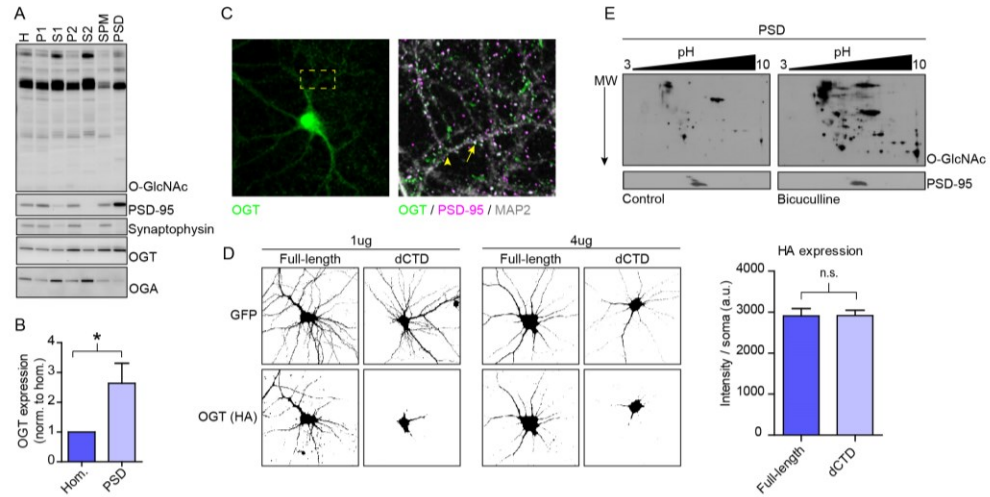 A
H P1 S1 P2 S2 SPM PSD
O-GlcNAc
PSD-95
Synaptophysin
OGT
OGA
B
OGT expression
(norm. to hom.)
4
3
2
1
0
*
Hom. PSD
C
OGT
OGT / PSD-95 / MAP2
D
1ug 4ug
Full-length dCTD Full-length dCTD
GFP
OGT (HA)
HA expression
n.s.
Intensity / soma (a.u.)
4000
3000
2000
1000
0
Full-length dCTD
E
PSD
pH pH
3 10 3 10
MW
O-GlcNAc
PSD-95
Control Bicuculline